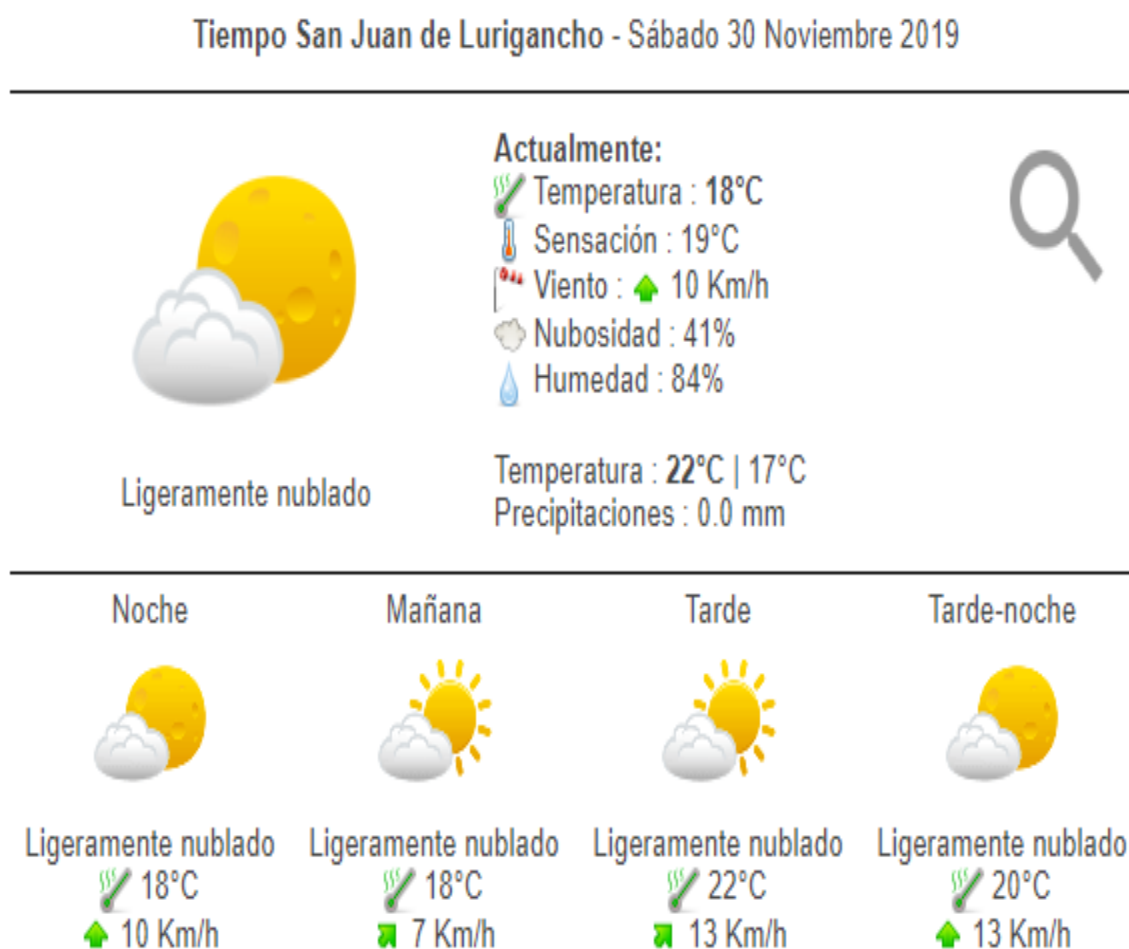 Tiempo San Juan de Lurigancho - Sábado 30 Noviembre 2019
Actualmente:
Temperatura : 18°C
Sensación : 19°C
Viento : 10 Km/h
Nubosidad : 41%
Humedad : 84%
Temperatura : 22°C | 17°C
Precipitaciones : 0.0 mm
Ligeramente nublado
Noche Mañana Tarde Tarde-noche
Ligeramente nublado Ligeramente nublado Ligeramente nublado Ligeramente nublado
18°C 18°C 22°C 20°C
10 Km/h 7 Km/h 13 Km/h 13 Km/h